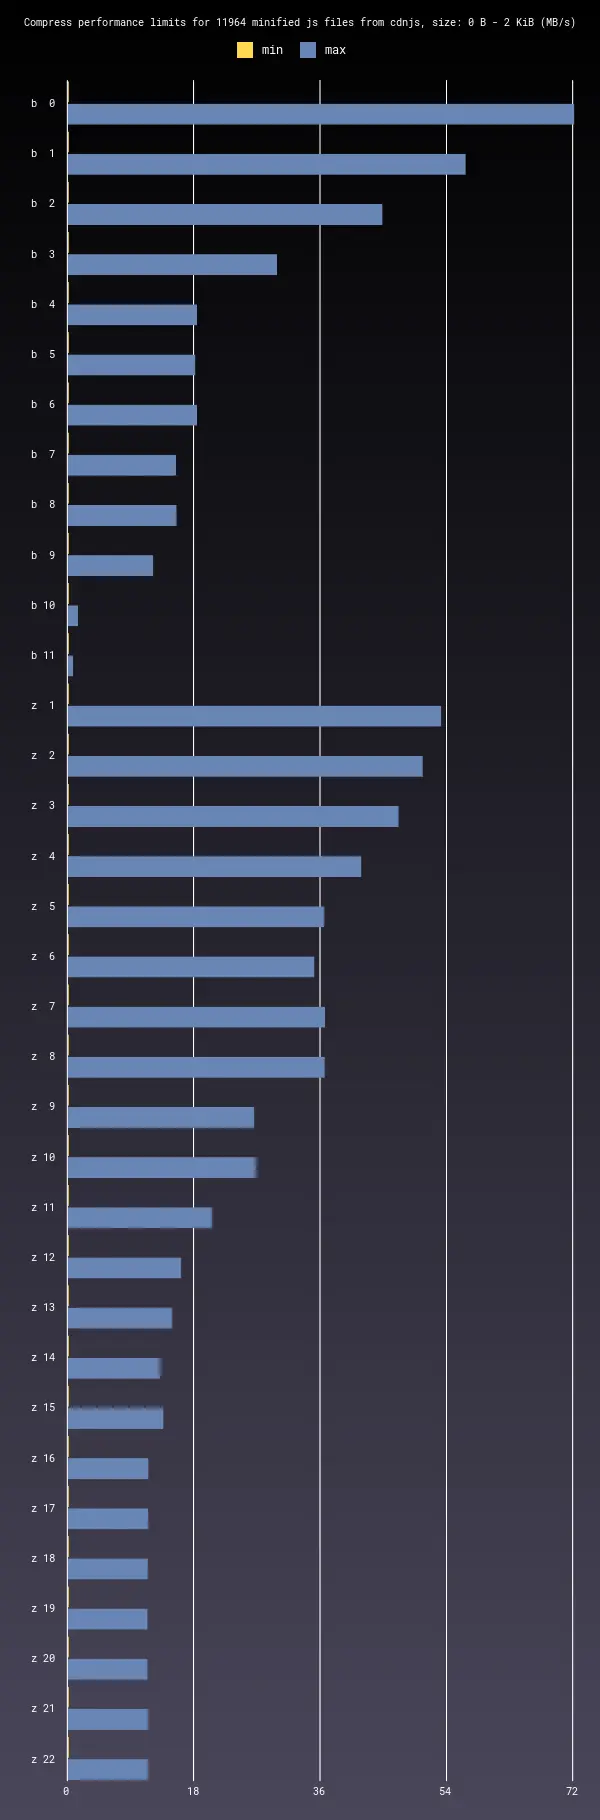 Compress performance limits for 11964 minified js files from cdnjs, size: 0 B - 2 KiB (MB/s)
min max
b 0
b 1
b 2
b 3
b 4
b 5
b 6
b 7
b 8
b 9
b 10
b 11
z 1
z 2
z 3
z 4
z 5
z 6
z 7
z 8
z 9
z 10
z 11
z 12
z 13
z 14
z 15
z 16
z 17
z 18
z 19
z 20
z 21
z 22
0 18 36 54 72